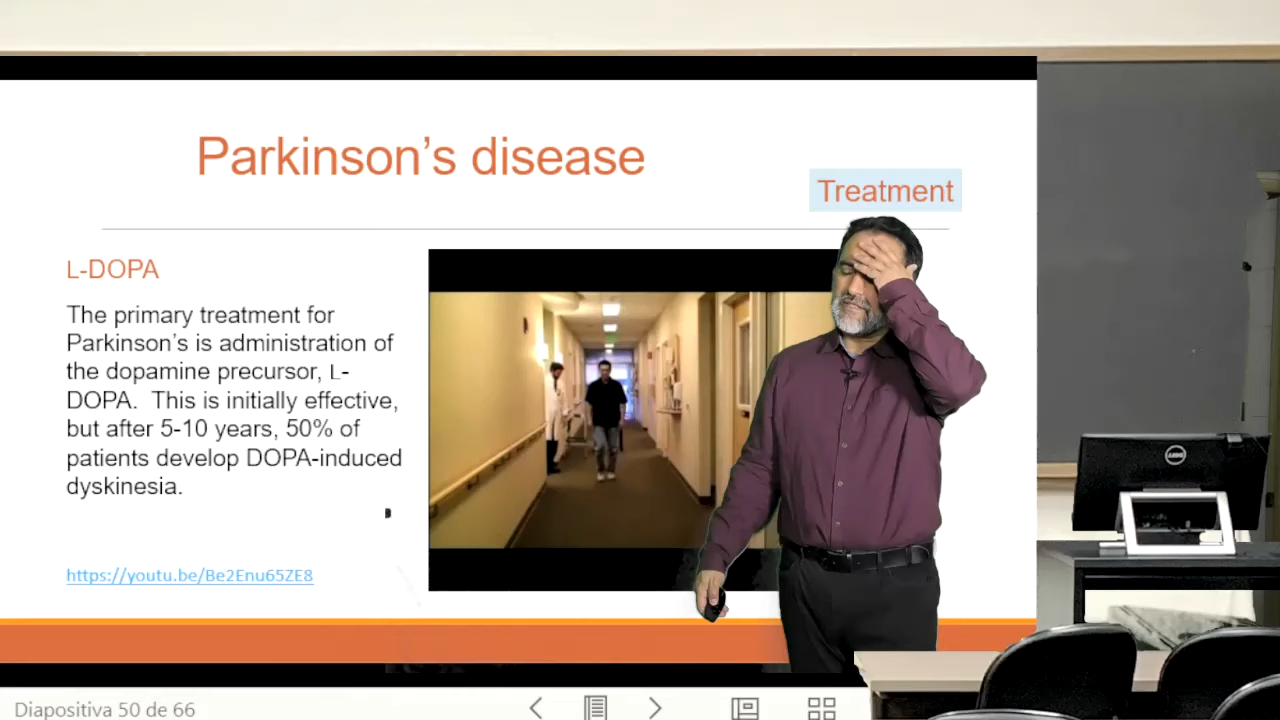 Parkinson's disease
Treatment
L-DOPA
The primary treatment for
Parkinson's is administration of
the dopamine precursor, L-
DOPA.  This is initially effective,
but after 5-10 years, 50% of
patients develop DOPA-induced
dyskinesia.
https://youtu.be/Be2Enu65ZE8
DELL
Diapositiva 50 de 66